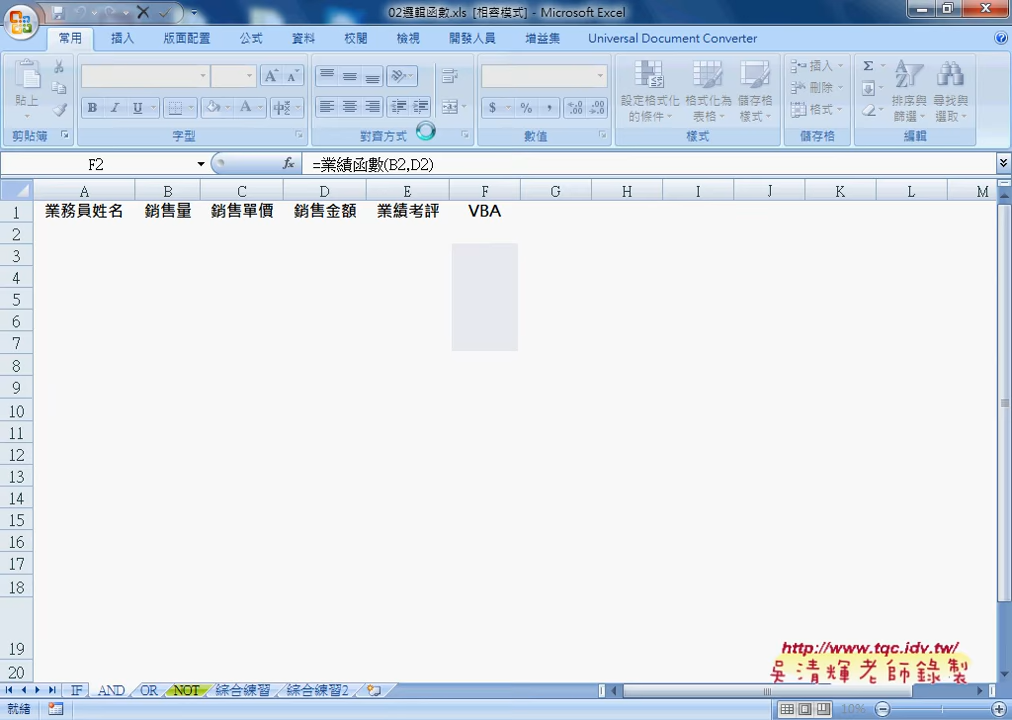 02邏輯函數.xls [相容模式] - Microsoft Excel
常用 插入 版面配置 公式 資料 校閱 檢視 開發人員 增益集 Universal Document Converter
貼上 剪貼簿
B I U A 中 字型
對齊方式
$ % , 數值
設定格式化的條件 格式化為表格 儲存格樣式 樣式
插入 刪除 格式 儲存格
Σ 排序與篩選 尋找與選取 編輯
F2 fx =業績函數(B2,D2)
A B C D E F G H I J K L M
1 業務員姓名 銷售量 銷售單價 銷售金額 業績考評 VBA
2
3
4
5
6
7
8
9
10
11
12
13
14
15
16
17
18
19
20
http://www.tqc.idv.tw/
吳清輝老師錄製
IF AND OR NOT 綜合練習 綜合練習2
就緒 10%